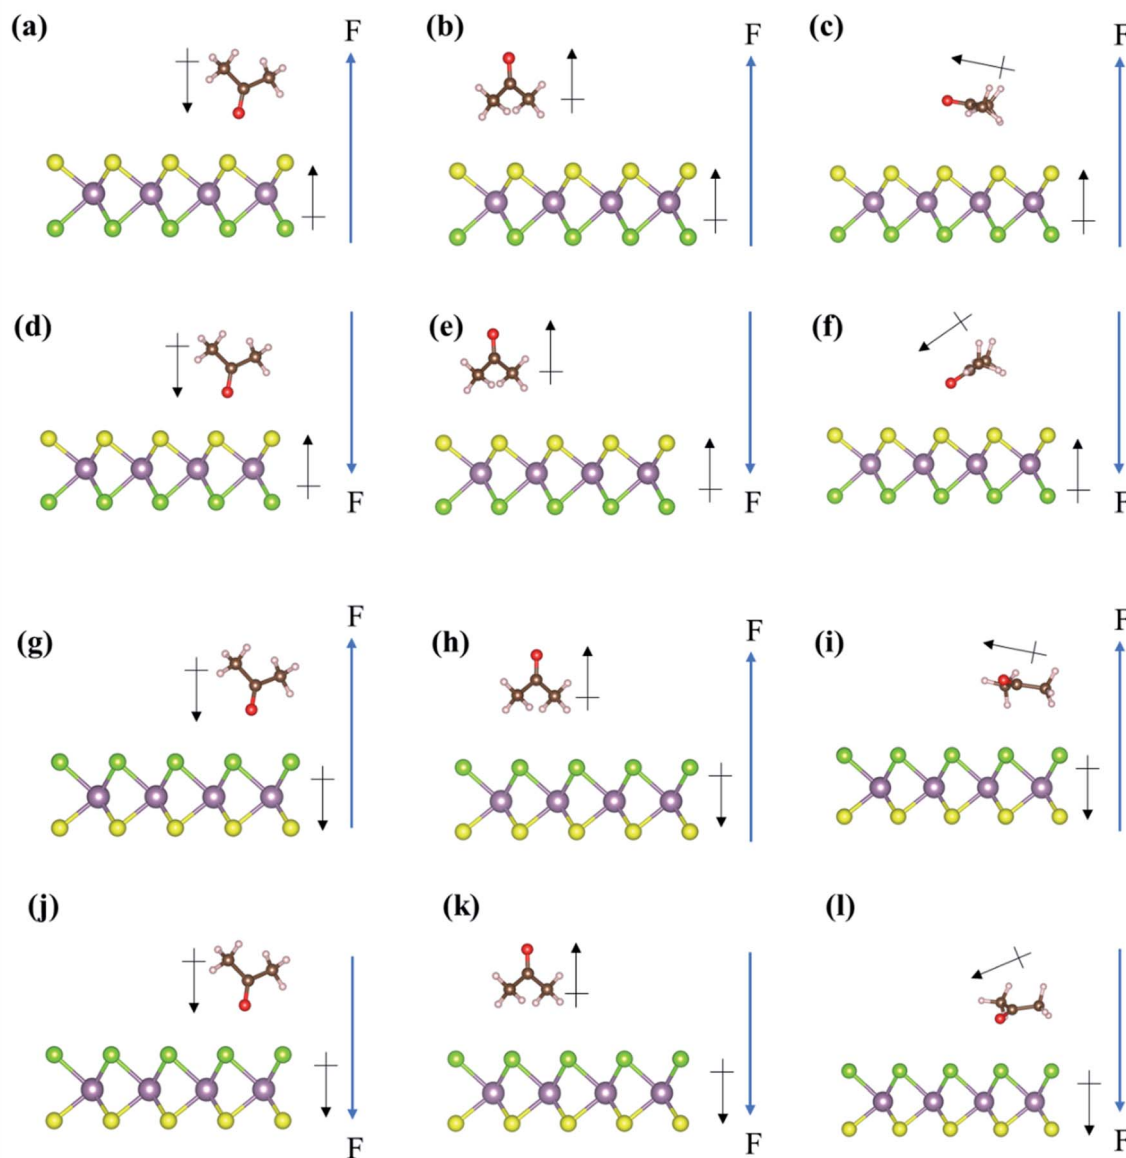 (a) F (b) F (c) F
(d) (e) (f)
F F F
(g) F (h) F (i) F
(j) (k) (l)
F F F